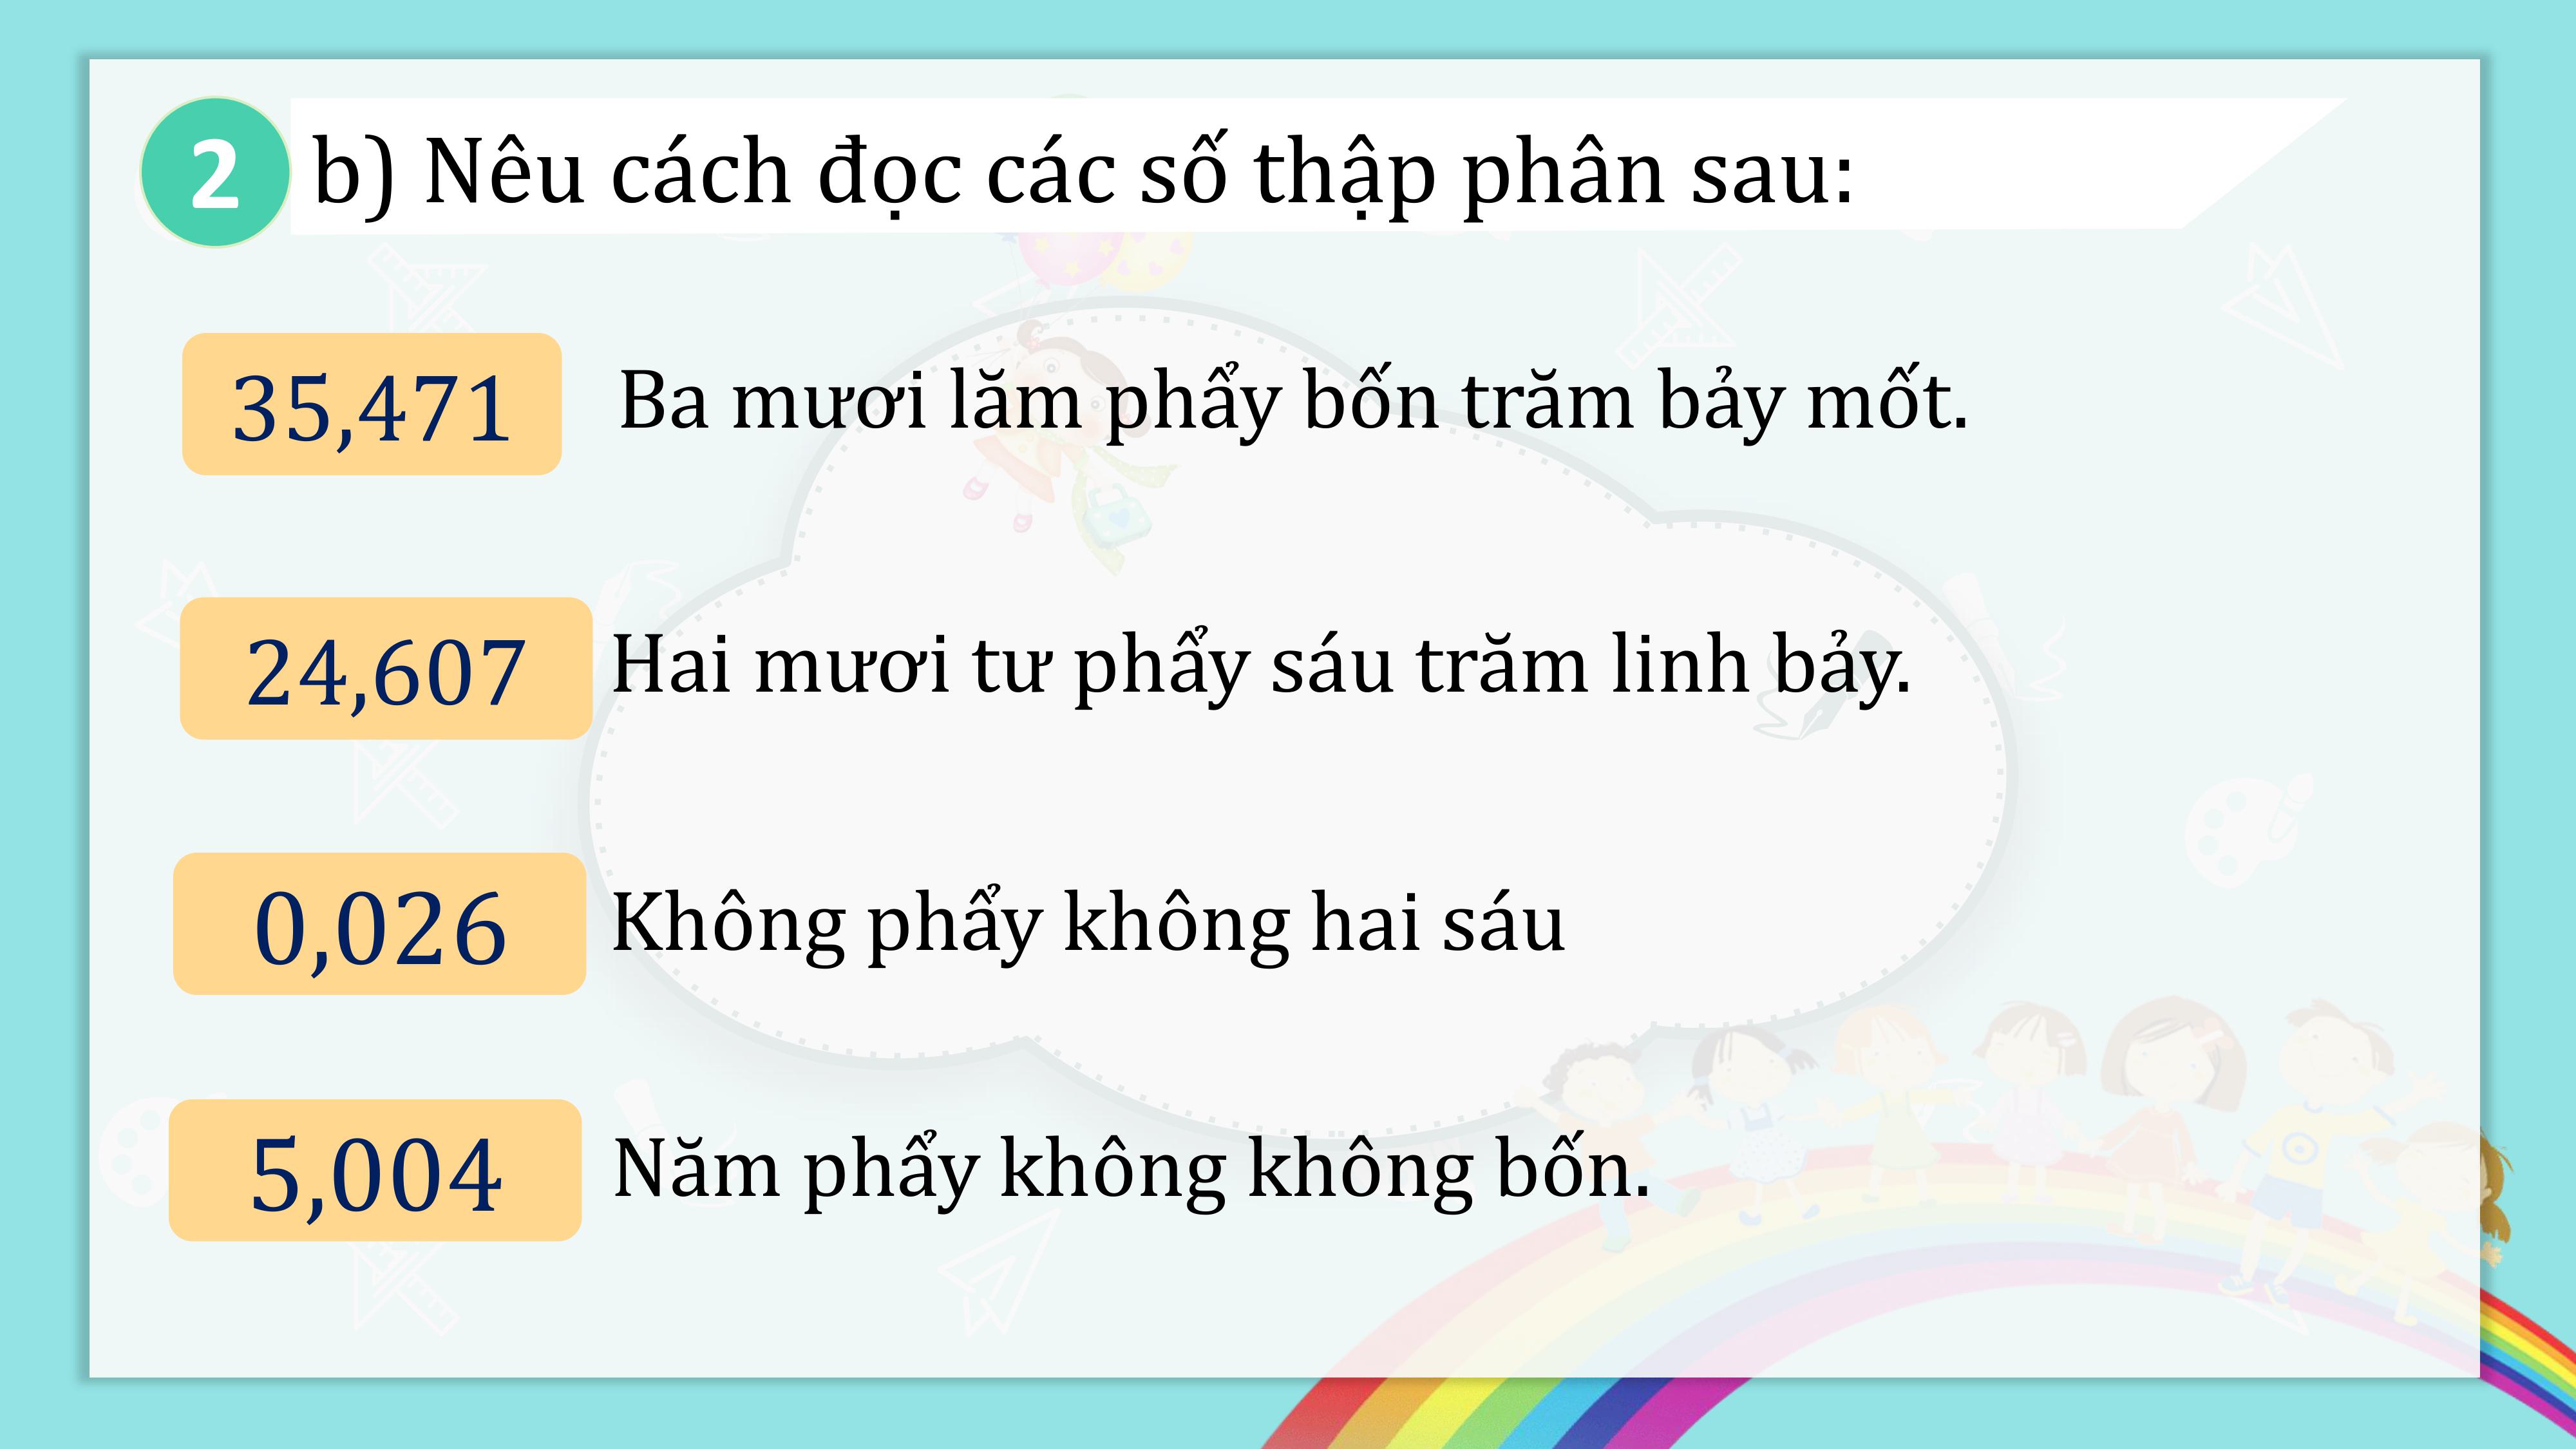 2 b) Nêu cách đọc các số thập phân sau:
35,471 Ba mươi lăm phẩy bốn trăm bảy mốt.
24,607 Hai mươi tư phẩy sáu trăm linh bảy.
0,026 Không phẩy không hai sáu
5,004 Năm phẩy không không bốn.